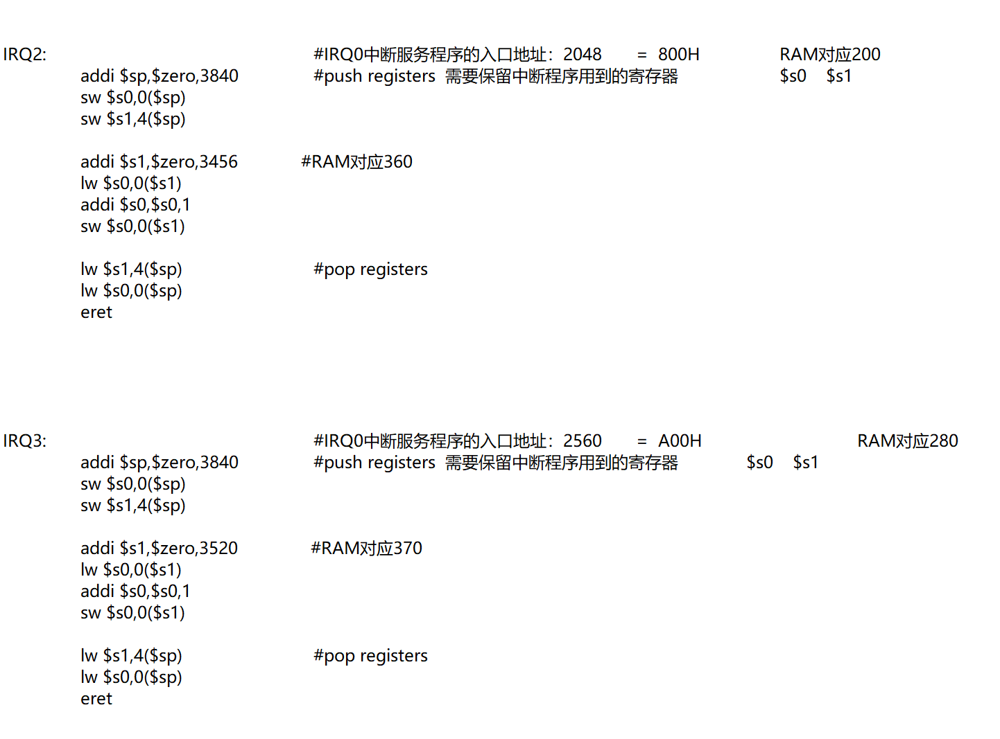 IRQ2: #IRQ0中断服务程序的入口地址：2048 = 800H RAM对应200
addi $sp,$zero,3840 #push registers 需要保留中断程序用到的寄存器 $s0 $s1
sw $s0,0($sp)
sw $s1,4($sp)
addi $s1,$zero,3456 #RAM对应360
lw $s0,0($s1)
addi $s0,$s0,1
sw $s0,0($s1)
lw $s1,4($sp) #pop registers
lw $s0,0($sp)
eret
IRQ3: #IRQ0中断服务程序的入口地址：2560 = A00H RAM对应280
addi $sp,$zero,3840 #push registers 需要保留中断程序用到的寄存器 $s0 $s1
sw $s0,0($sp)
sw $s1,4($sp)
addi $s1,$zero,3520 #RAM对应370
lw $s0,0($s1)
addi $s0,$s0,1
sw $s0,0($s1)
lw $s1,4($sp) #pop registers
lw $s0,0($sp)
eret